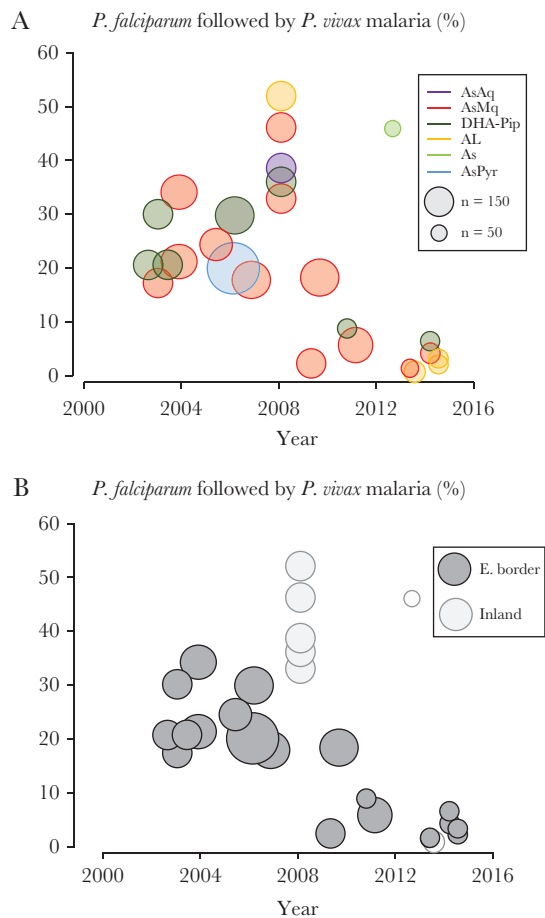 A
P. falciparum followed by P. vivax malaria (%)
60
50
40
30
20
10
0
AsAq
AsMq
DHA-Pip
AL
As
AsPyr
n = 150
n = 50
2000 2004 2008 2012 2016
Year
B
P. falciparum followed by P. vivax malaria (%)
60
50
40
30
20
10
0
E. border
Inland
2000 2004 2008 2012 2016
Year